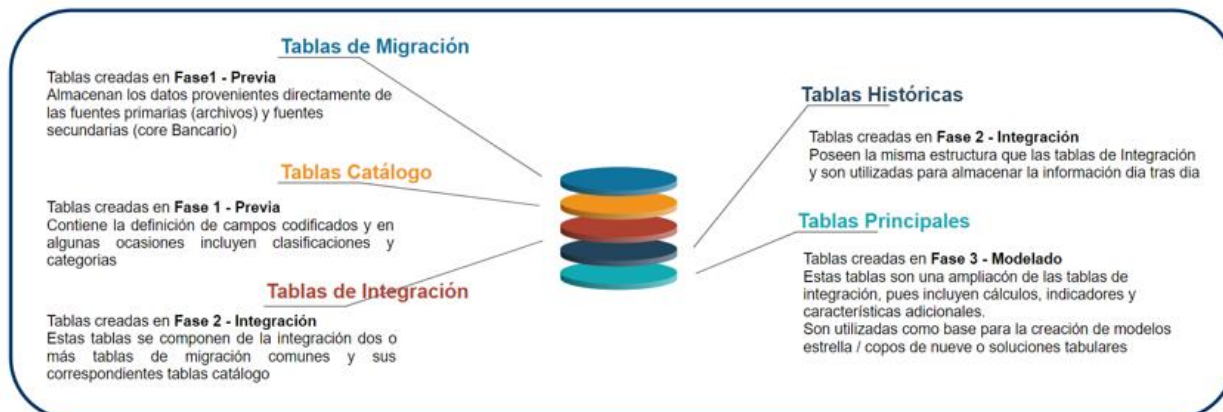 Tablas de Migración
Tablas creadas en Fase1 - Previa
Almacenan los datos provenientes directamente de
las fuentes primarias (archivos) y fuentes
secundarias (core Bancario)
Tablas Catálogo
Tablas creadas en Fase 1 - Previa
Contiene la definición de campos codificados y en
algunas ocasiones incluyen clasificaciones y
categorias
Tablas de Integración
Tablas creadas en Fase 2 - Integración
Estas tablas se componen de la integración dos o
más tablas de migración comunes y sus
correspondientes tablas catálogo
Tablas Históricas
Tablas creadas en Fase 2 - Integración
Poseen la misma estructura que las tablas de Integración
y son utilizadas para almacenar la información dia tras dia
Tablas Principales
Tablas creadas en Fase 3 - Modelado
Estas tablas son una ampliacón de las tablas de
integración, pues incluyen cálculos, indicadores y
características adicionales.
Son utilizadas como base para la creación de modelos
estrella / copos de nueve o soluciones tabulares